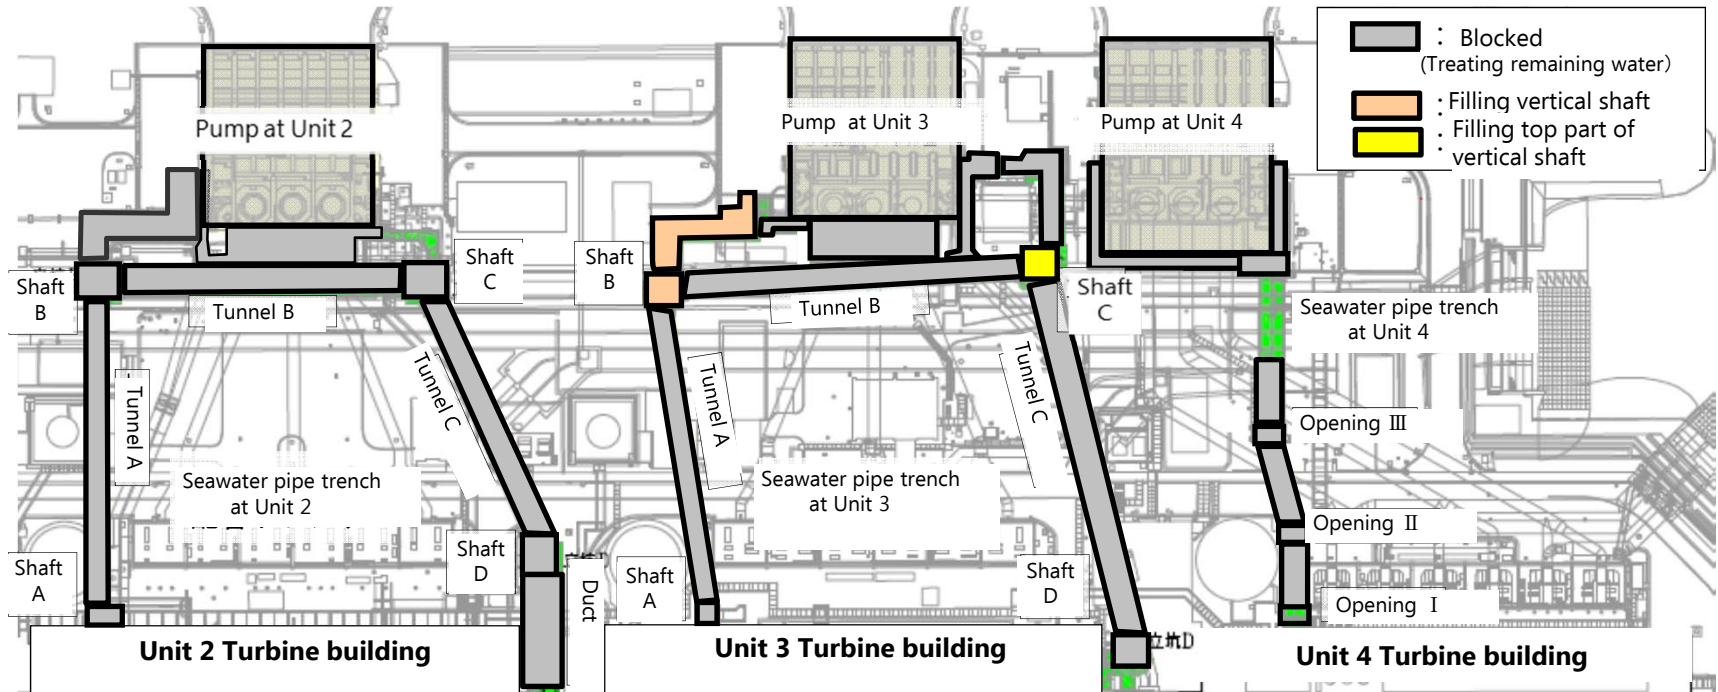 : Blocked
(Treating remaining water)
: Filling vertical shaft
: Filling top part of
vertical shaft
Pump at Unit 2
Pump at Unit 3
Pump at Unit 4
Shaft
B
Shaft
C
Shaft
B
Shaft
C
Tunnel B
Tunnel B
Seawater pipe trench
at Unit 4
Tunnel A
Tunnel C
Tunnel A
Tunnel C
Opening Ⅲ
Seawater pipe trench
at Unit 2
Seawater pipe trench
at Unit 3
Opening Ⅱ
Shaft
A
Shaft
D
Duct
Shaft
A
Shaft
D
Opening Ⅰ
立坑D
Unit 2 Turbine building
Unit 3 Turbine building
Unit 4 Turbine building